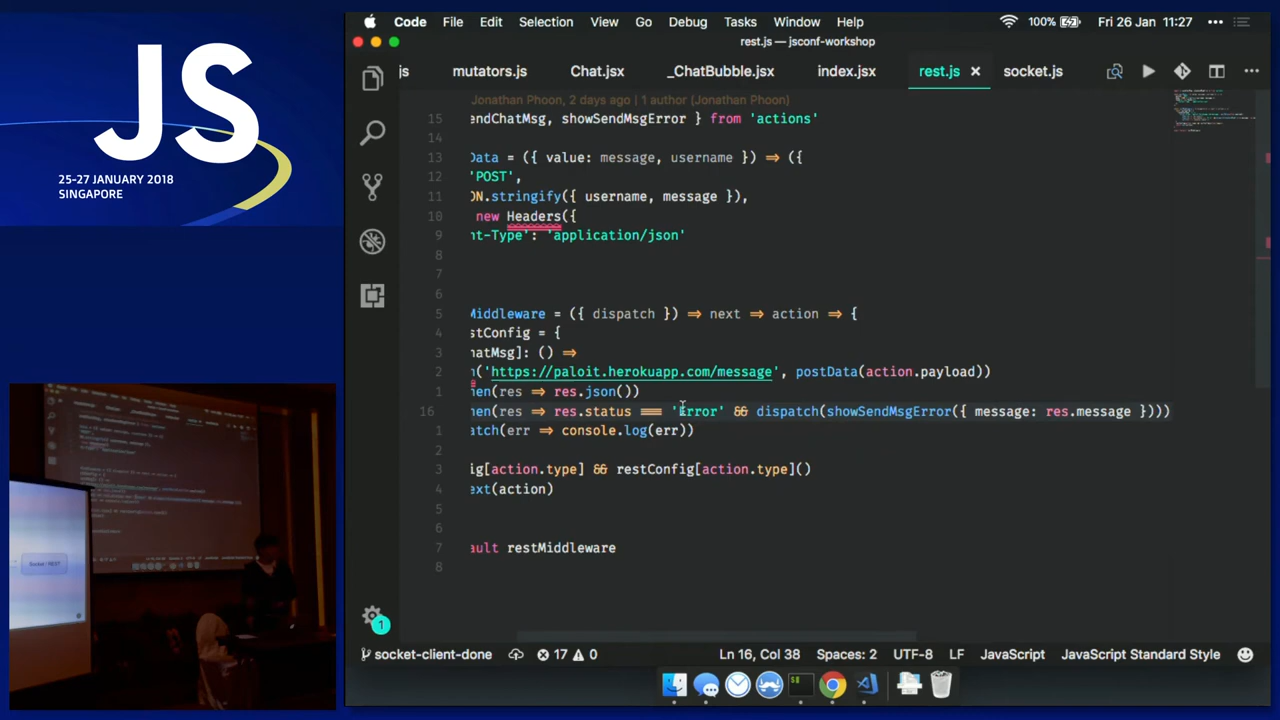 JS
25-27 JANUARY 2018
SINGAPORE
Code File Edit Selection View Go Debug Tasks Window Help 100% Fri 26 Jan 11:27
rest.js — jsconf-workshop
js mutators.js Chat.jsx _ChatBubble.jsx index.jsx rest.js socket.js
Jonathan Phoon, 2 days ago | 1 author (Jonathan Phoon)
15 endChatMsg, showSendMsgError } from 'actions'
14
13 Data = ({ value: message, username }) => ({
12 'POST',
11 ON.stringify({ username, message }),
10 new Headers({
9 nt-Type': 'application/json'
8
7
6
5 Middleware = ({ dispatch }) => next => action => {
4 stConfig = {
3 hatMsg]: () =>
2 h('https://paloit.herokuapp.com/message', postData(action.payload))
1 hen(res => res.json())
16 hen(res => res.status === 'Error' && dispatch(showSendMsgError({ message: res.message })))
1 atch(err => console.log(err))
3 ig[action.type] && restConfig[action.type]()
4 ext(action)
5
6
7 ault restMiddleware
8
1
socket-client-done 17 0 Ln 16, Col 38 Spaces: 2 UTF-8 LF JavaScript JavaScript Standard Style
Socket / REST